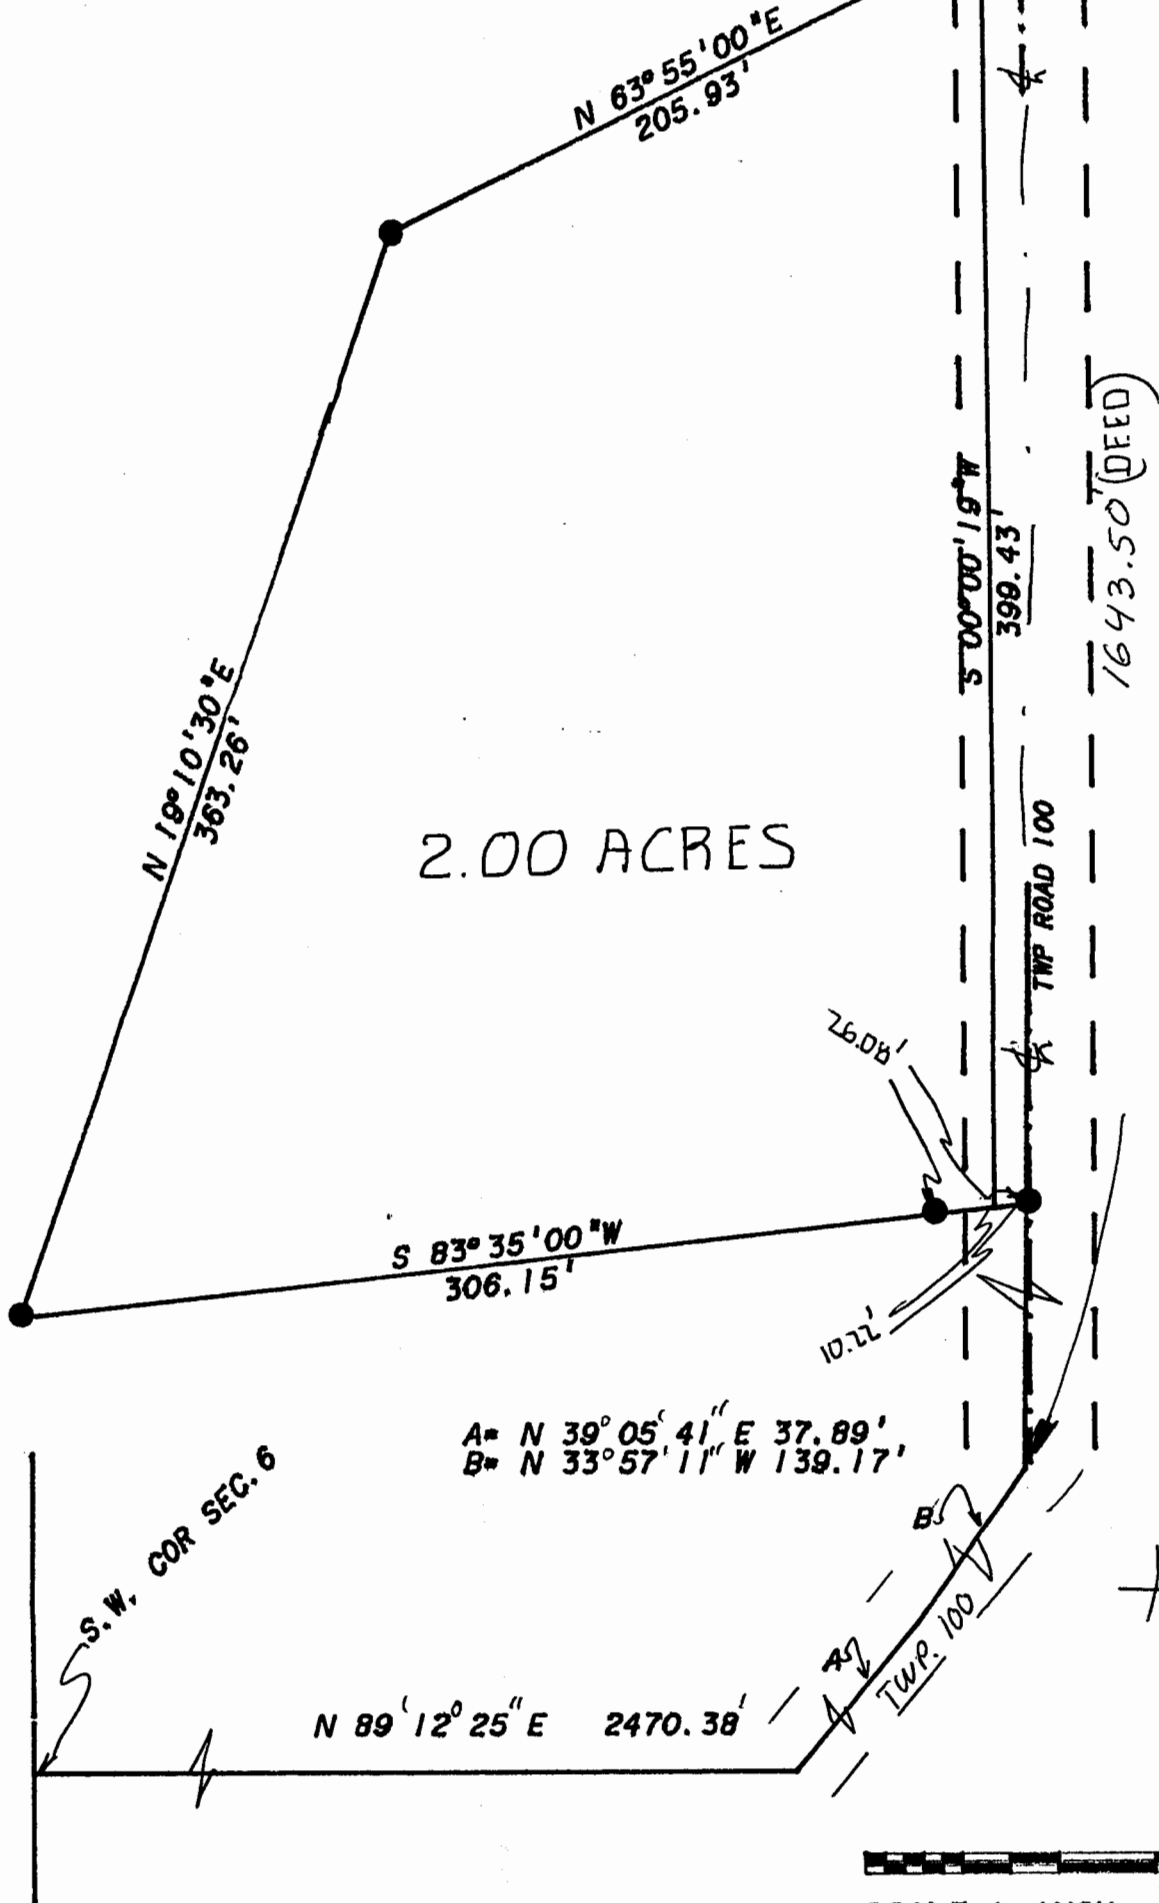 N 63° 55' 00"E
205.93'
1643.50' (DEED)
S 00°00'19"W
399.43'
N 19°10'30"E
363.26'
2.00 ACRES
TWP ROAD 100
26.08'
S 83°35'00"W
306.15'
10.22'
A= N 39° 05' 41" E 37.89'
B= N 33° 57' 11" W 139.17'
S.W. COR SEC. 6
B
A
TWP. 100
N 89' 12° 25" E 2470.38'